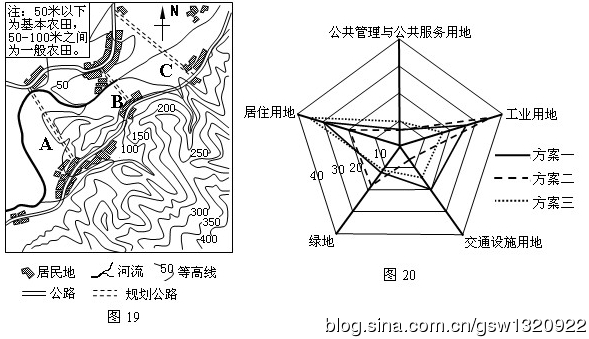 注：50米以下
为基本农田，
50-100米之间
为一般农田。
N
50
A
B
C
200
150
100
250
300
350
400
居民地
河流
50
等高线
公路
规划公路
图 19
公共管理与公共服务用地
居住用地
工业用地
10
20
30
40
绿地
交通设施用地
方案一
方案二
方案三
图 20
blog.sina.com.cn/gsw1320922